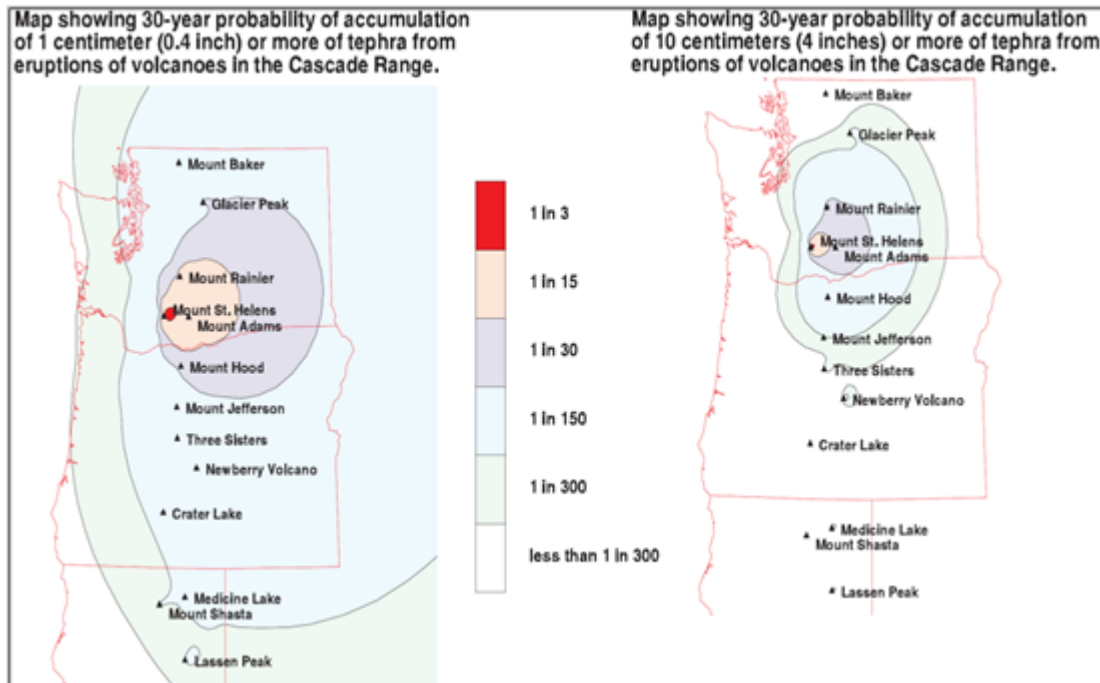 Map showing 30-year probability of accumulation
of 1 centimeter (0.4 inch) or more of tephra from
eruptions of volcanoes in the Cascade Range.
Mount Baker
Glacier Peak
Mount Rainier
Mount St. Helens
Mount Adams
Mount Hood
Mount Jefferson
Three Sisters
Newberry Volcano
Crater Lake
Medicine Lake
Mount Shasta
Lassen Peak
1 in 3
1 in 15
1 in 30
1 in 150
1 in 300
less than 1 in 300
Map showing 30-year probability of accumulation
of 10 centimeters (4 inches) or more of tephra from
eruptions of volcanoes in the Cascade Range.
Mount Baker
Glacier Peak
Mount Rainier
Mount St. Helens
Mount Adams
Mount Hood
Mount Jefferson
Three Sisters
Newberry Volcano
Crater Lake
Medicine Lake
Mount Shasta
Lassen Peak